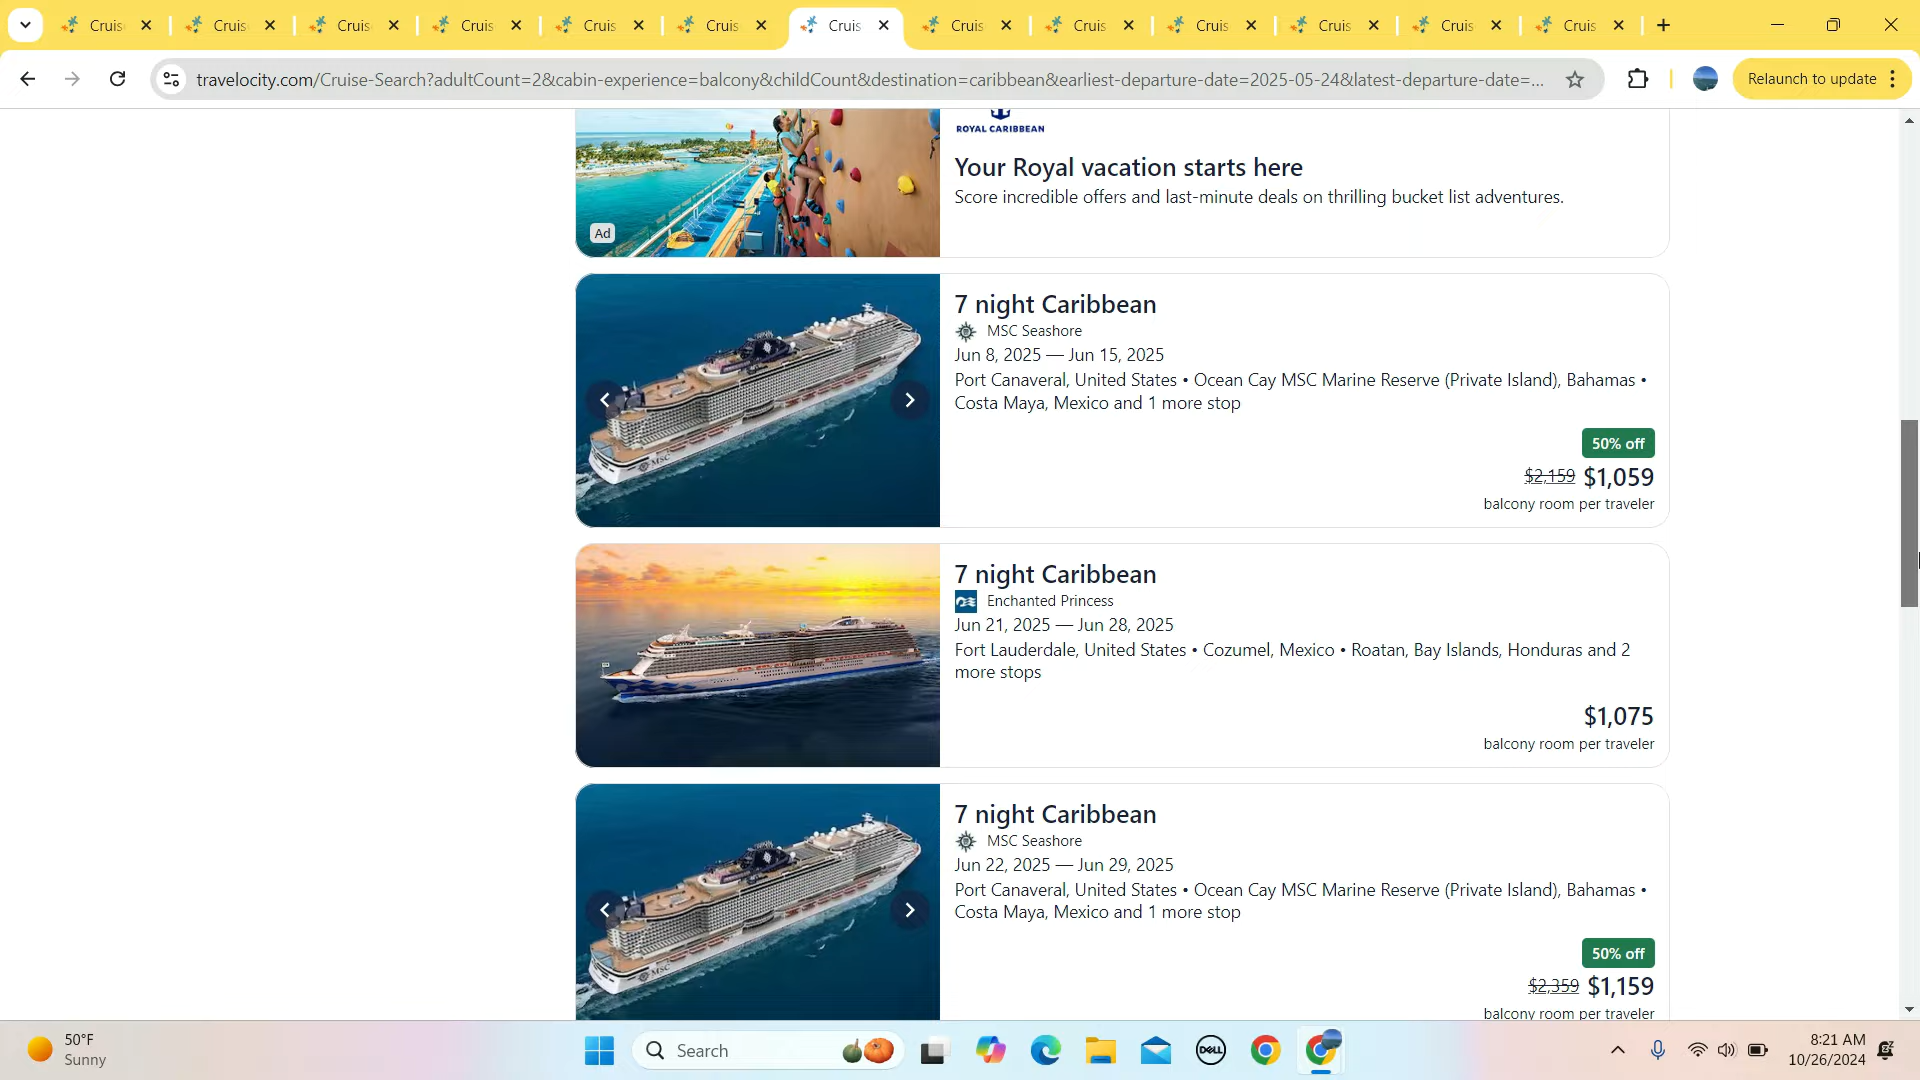 Cruis
Cruis
Cruis
Cruis
Cruis
Cruis
Cruis
Cruis
Cruis
Cruis
Cruis
Cruis
Cruis
travelocity.com/Cruise-Search?adultCount=2&cabin-experience=balcony&childCount&destination=caribbean&earliest-departure-date=2025-05-24&latest-departure-date=...
Relaunch to update
ROYAL CARIBBEAN
Your Royal vacation starts here
Score incredible offers and last-minute deals on thrilling bucket list adventures.
Ad
7 night Caribbean
MSC Seashore
Jun 8, 2025 — Jun 15, 2025
Port Canaveral, United States • Ocean Cay MSC Marine Reserve (Private Island), Bahamas •
Costa Maya, Mexico and 1 more stop
50% off
$2,159 $1,059
balcony room per traveler
MSC
7 night Caribbean
Enchanted Princess
Jun 21, 2025 — Jun 28, 2025
Fort Lauderdale, United States • Cozumel, Mexico • Roatan, Bay Islands, Honduras and 2
more stops
$1,075
balcony room per traveler
7 night Caribbean
MSC Seashore
Jun 22, 2025 — Jun 29, 2025
Port Canaveral, United States • Ocean Cay MSC Marine Reserve (Private Island), Bahamas •
Costa Maya, Mexico and 1 more stop
50% off
$2,359 $1,159
balcony room per traveler
MSC
50°F
Sunny
Search
DELL
8:21 AM
10/26/2024